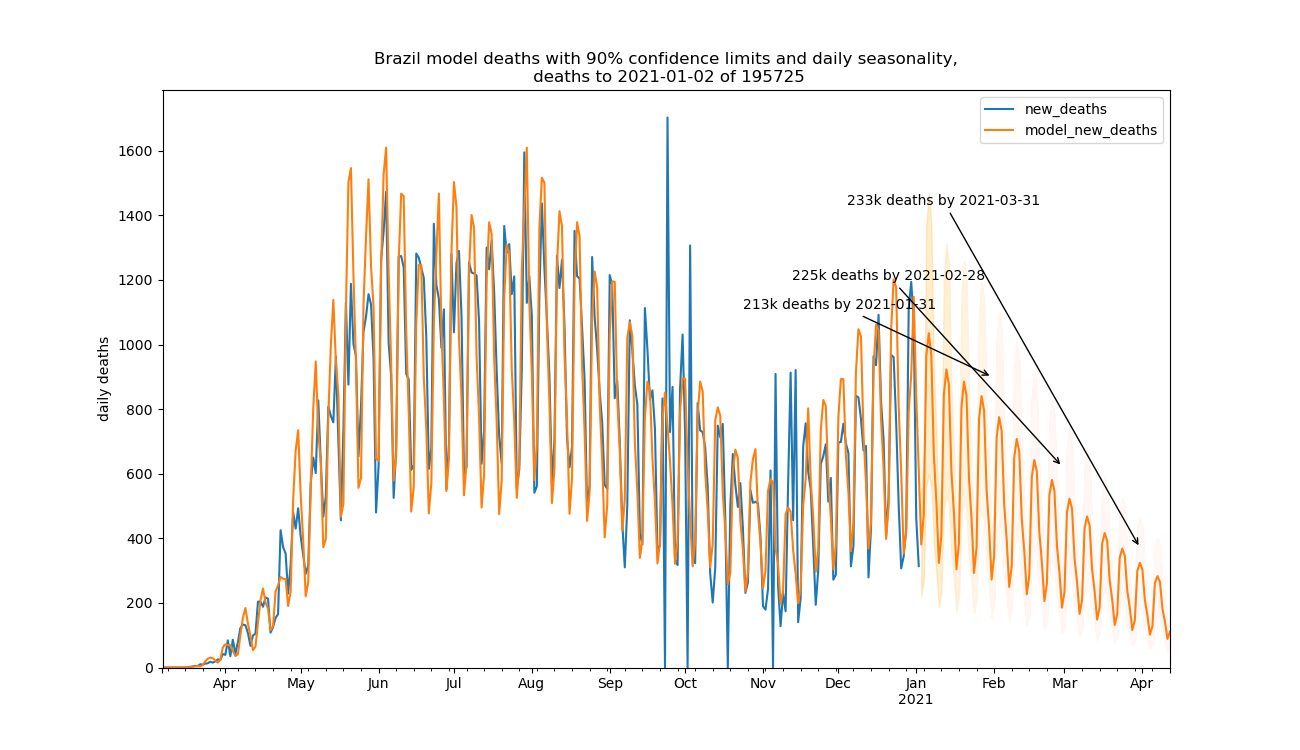 Brazil model deaths with 90% confidence limits and daily seasonality,
deaths to 2021-01-02 of 195725
new_deaths
model_new_deaths
233k deaths by 2021-03-31
225k deaths by 2021-02-28
213k deaths by 2021-01-31
daily deaths
1600
1400
1200
1000
800
600
400
200
0
Apr May Jun Jul Aug Sep Oct Nov Dec Jan Feb Mar Apr
2021